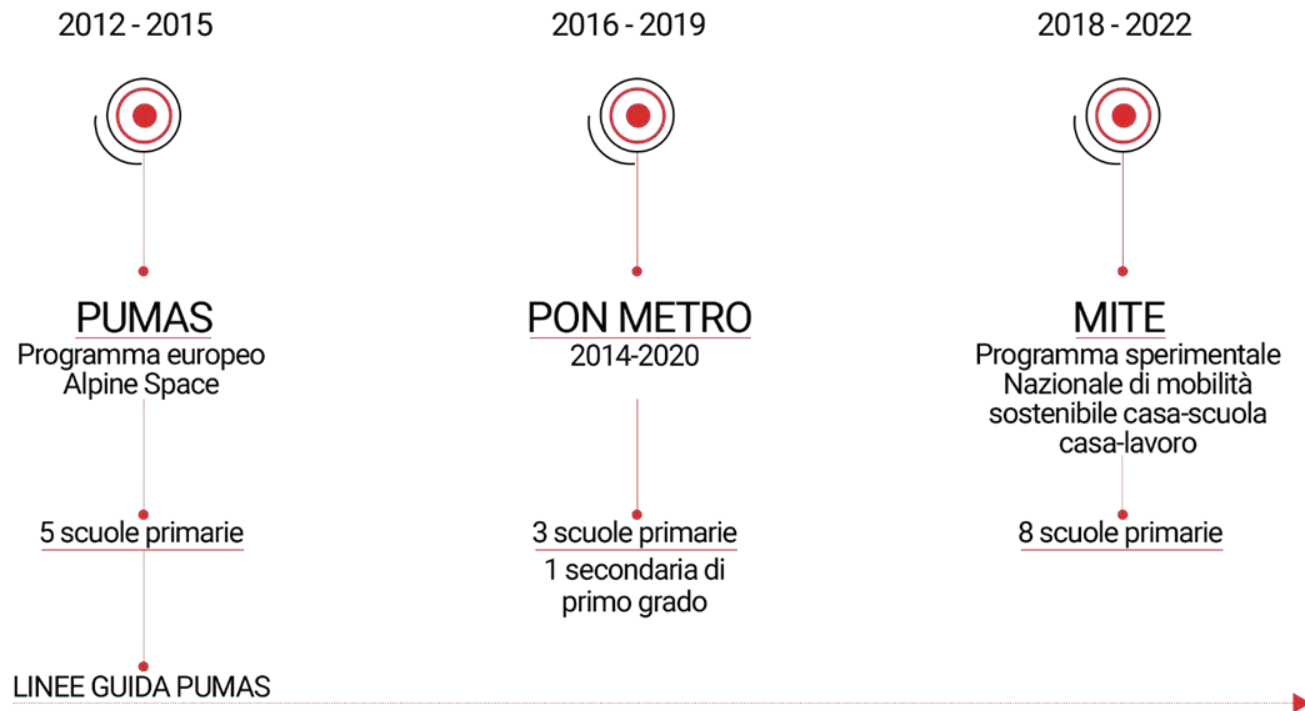 2012 - 2015
PUMAS
Programma europeo
Alpine Space
5 scuole primarie
LINEE GUIDA PUMAS
2016 - 2019
PON METRO
2014-2020
3 scuole primarie
1 secondaria di
primo grado
2018 - 2022
MITE
Programma sperimentale
Nazionale di mobilità
sostenibile casa-scuola
casa-lavoro
8 scuole primarie